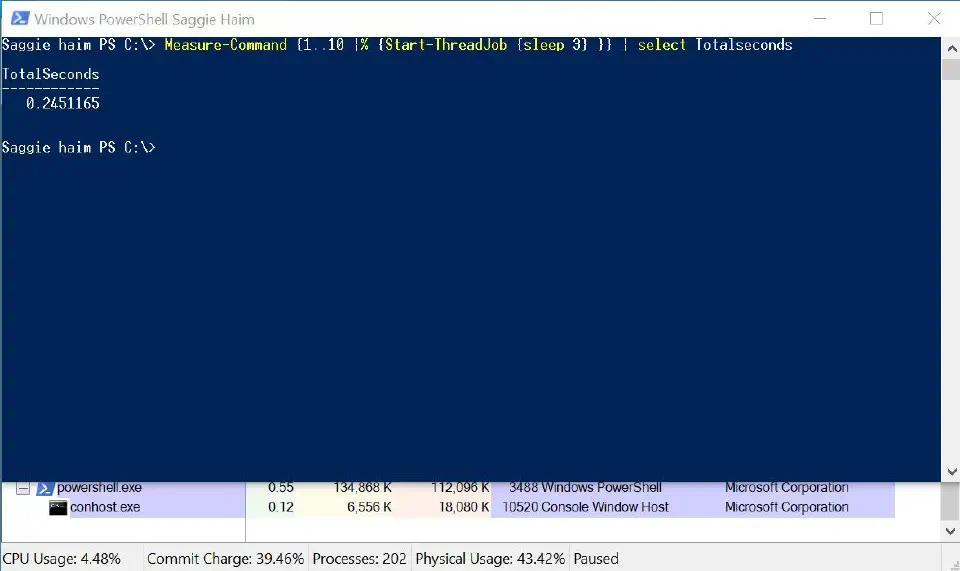 Windows PowerShell Saggie Haim
Saggie haim PS C:\> Measure-Command {1..10 |% {Start-ThreadJob {sleep 3} }} | select Totalseconds
TotalSeconds
------------
0.2451165
Saggie haim PS C:\>
powershell.exe 0.55 134,868 K 112,096 K 3488 Windows PowerShell Microsoft Corporation
conhost.exe 0.12 6,556 K 18,080 K 10520 Console Window Host Microsoft Corporation
CPU Usage: 4.48% Commit Charge: 39.46% Processes: 202 Physical Usage: 43.42% Paused